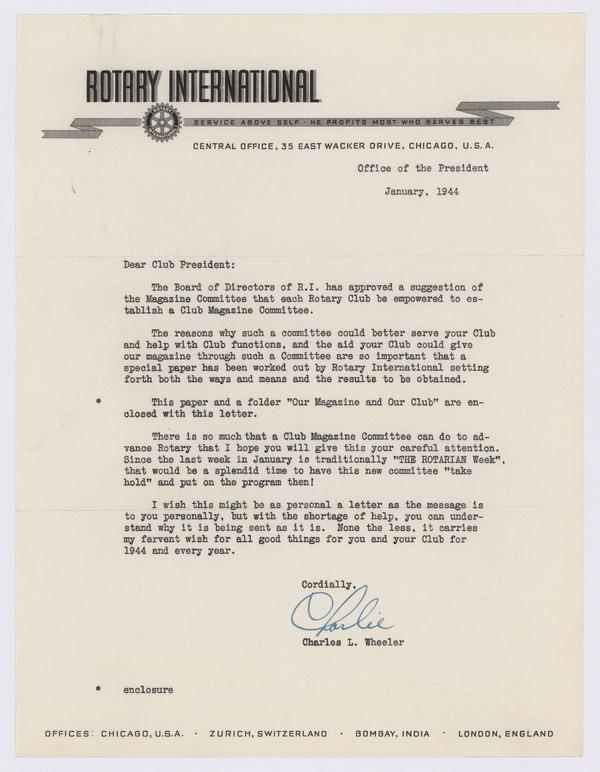 ROTARY INTERNATIONAL
SERVICE ABOVE SELF - HE PROFITS MOST WHO SERVES BEST
CENTRAL OFFICE, 35 EAST WACKER DRIVE, CHICAGO, U.S.A.
Office of the President
January, 1944
Dear Club President:
The Board of Directors of R.I. has approved a suggestion of
the Magazine Committee that each Rotary Club be empowered to es-
tablish a Club Magazine Committee.
The reasons why such a committee could better serve your Club
and help with Club functions, and the aid your Club could give
our magazine through such a Committee are so important that a
special paper has been worked out by Rotary International setting
forth both the ways and means and the results to be obtained.
* This paper and a folder "Our Magazine and Our Club" are en-
closed with this letter.
There is so much that a Club Magazine Committee can do to ad-
vance Rotary that I hope you will give this your careful attention.
Since the last week in January is traditionally "THE ROTARIAN Week",
that would be a splendid time to have this new committee "take
hold" and put on the program then!
I wish this might be as personal a letter as the message is
to you personally, but with the shortage of help, you can under-
stand why it is being sent as it is. None the less, it carries
my fervent wish for all good things for you and your Club for
1944 and every year.
Cordially,
Charlie
Charles L. Wheeler
* enclosure
OFFICES: CHICAGO, U.S.A. · ZURICH, SWITZERLAND · BOMBAY, INDIA · LONDON, ENGLAND